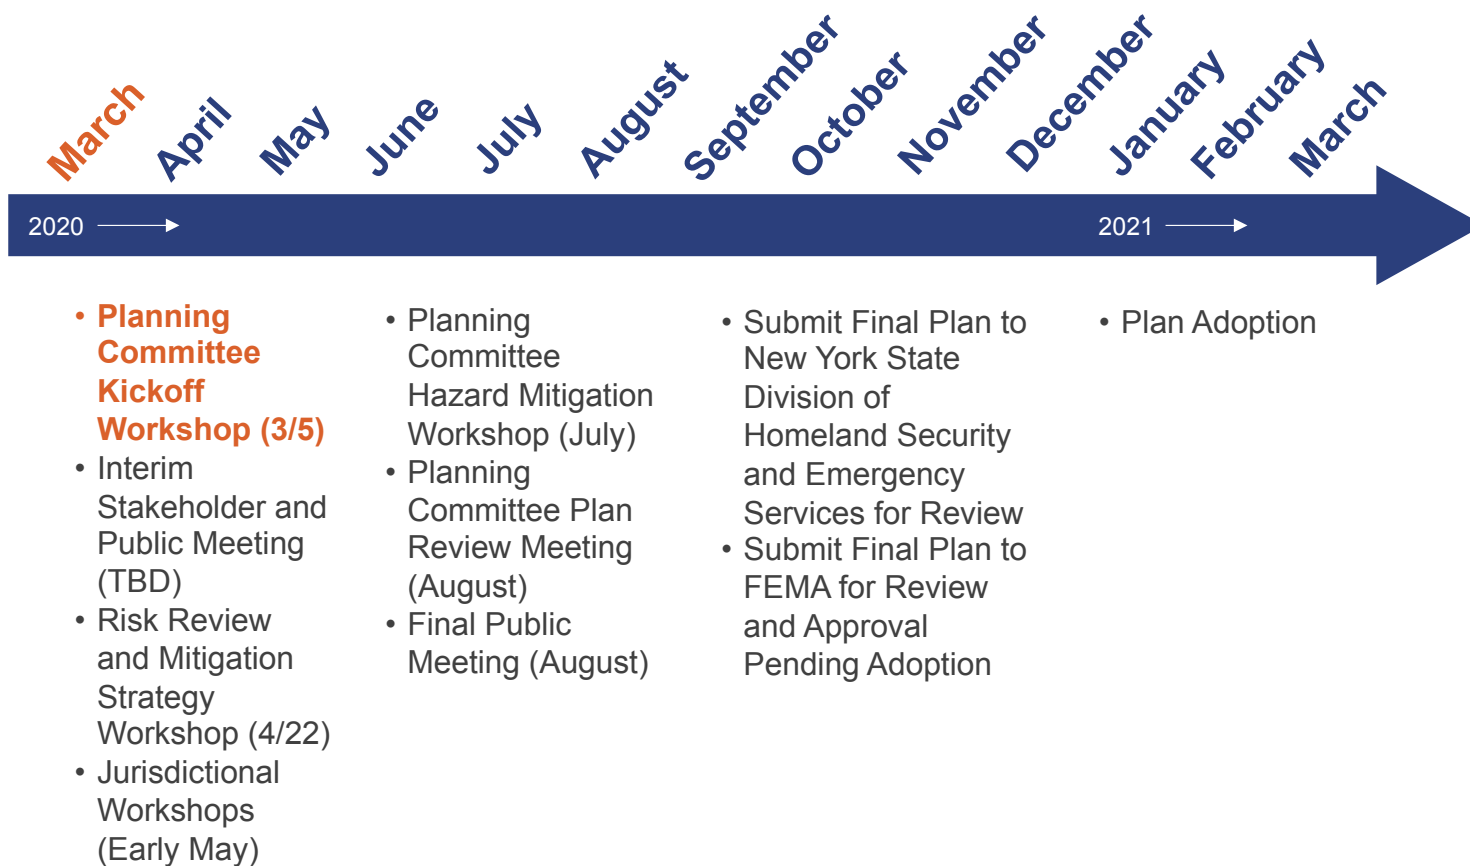 March
April
May
June
July
August
September
October
November
December
January
February
March
2020
2021
• Planning
Committee
Kickoff
Workshop (3/5)
• Interim
Stakeholder and
Public Meeting
(TBD)
• Risk Review
and Mitigation
Strategy
Workshop (4/22)
• Jurisdictional
Workshops
(Early May)
• Planning
Committee
Hazard Mitigation
Workshop (July)
• Planning
Committee Plan
Review Meeting
(August)
• Final Public
Meeting (August)
• Submit Final Plan to
New York State
Division of
Homeland Security
and Emergency
Services for Review
• Submit Final Plan to
FEMA for Review
and Approval
Pending Adoption
• Plan Adoption